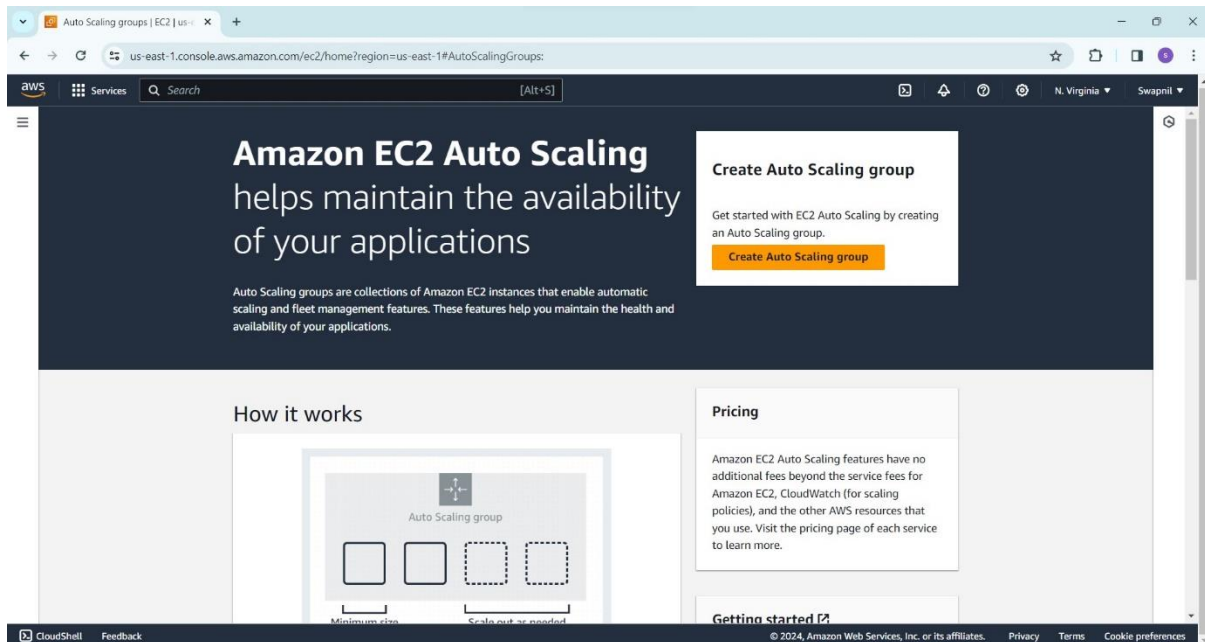 Auto Scaling groups | EC2 | us-e
us-east-1.console.aws.amazon.com/ec2/home?region=us-east-1#AutoScalingGroups:
aws
Services
Search
[Alt+S]
N. Virginia
Swapnil
Amazon EC2 Auto Scaling
helps maintain the availability
of your applications
Auto Scaling groups are collections of Amazon EC2 instances that enable automatic
scaling and fleet management features. These features help you maintain the health and
availability of your applications.
Create Auto Scaling group
Get started with EC2 Auto Scaling by creating
an Auto Scaling group.
Create Auto Scaling group
How it works
Auto Scaling group
Minimum size
Scale out as needed
Pricing
Amazon EC2 Auto Scaling features have no
additional fees beyond the service fees for
Amazon EC2, CloudWatch (for scaling
policies), and the other AWS resources that
you use. Visit the pricing page of each service
to learn more.
Getting started
CloudShell
Feedback
© 2024, Amazon Web Services, Inc. or its affiliates.
Privacy
Terms
Cookie preferences